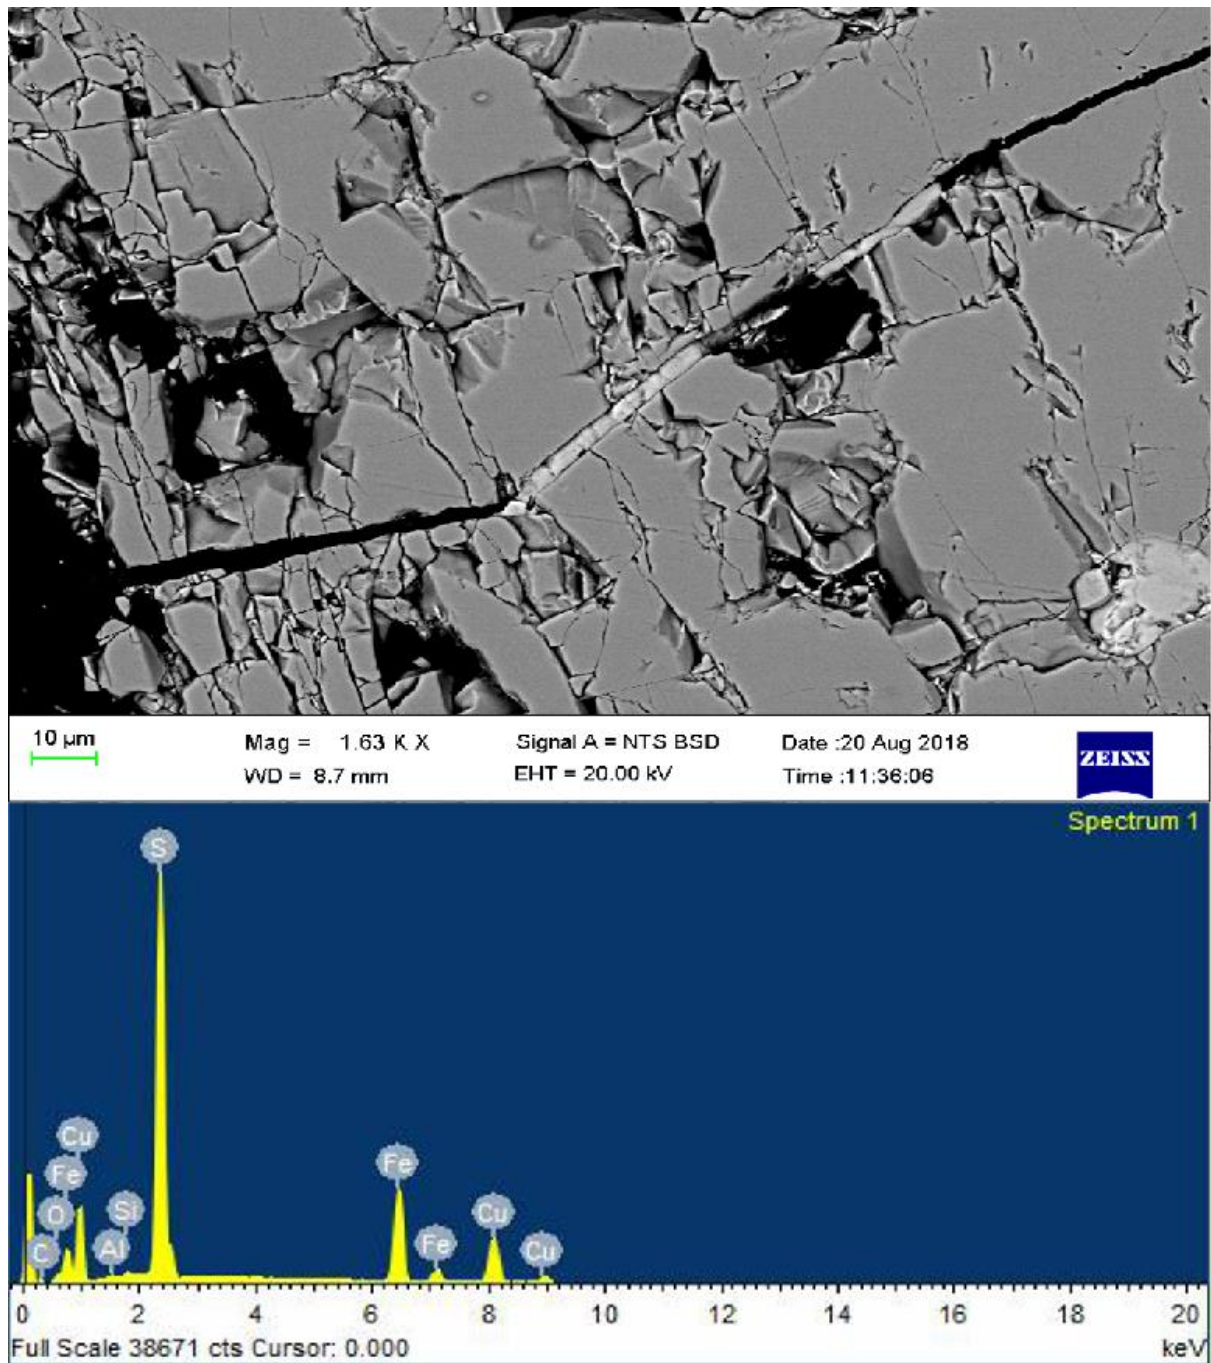 10 µm
Mag = 1.63 K X
Signal A = NTS BSD
Date :20 Aug 2018
ZEISS
WD = 8.7 mm
EHT = 20.00 kV
Time :11:36:06
Spectrum 1
S
Cu
Fe
O
Si
C
Al
Fe
Fe
Cu
Cu
0 2 4 6 8 10 12 14 16 18 20
Full Scale 38671 cts Cursor: 0.000 keV